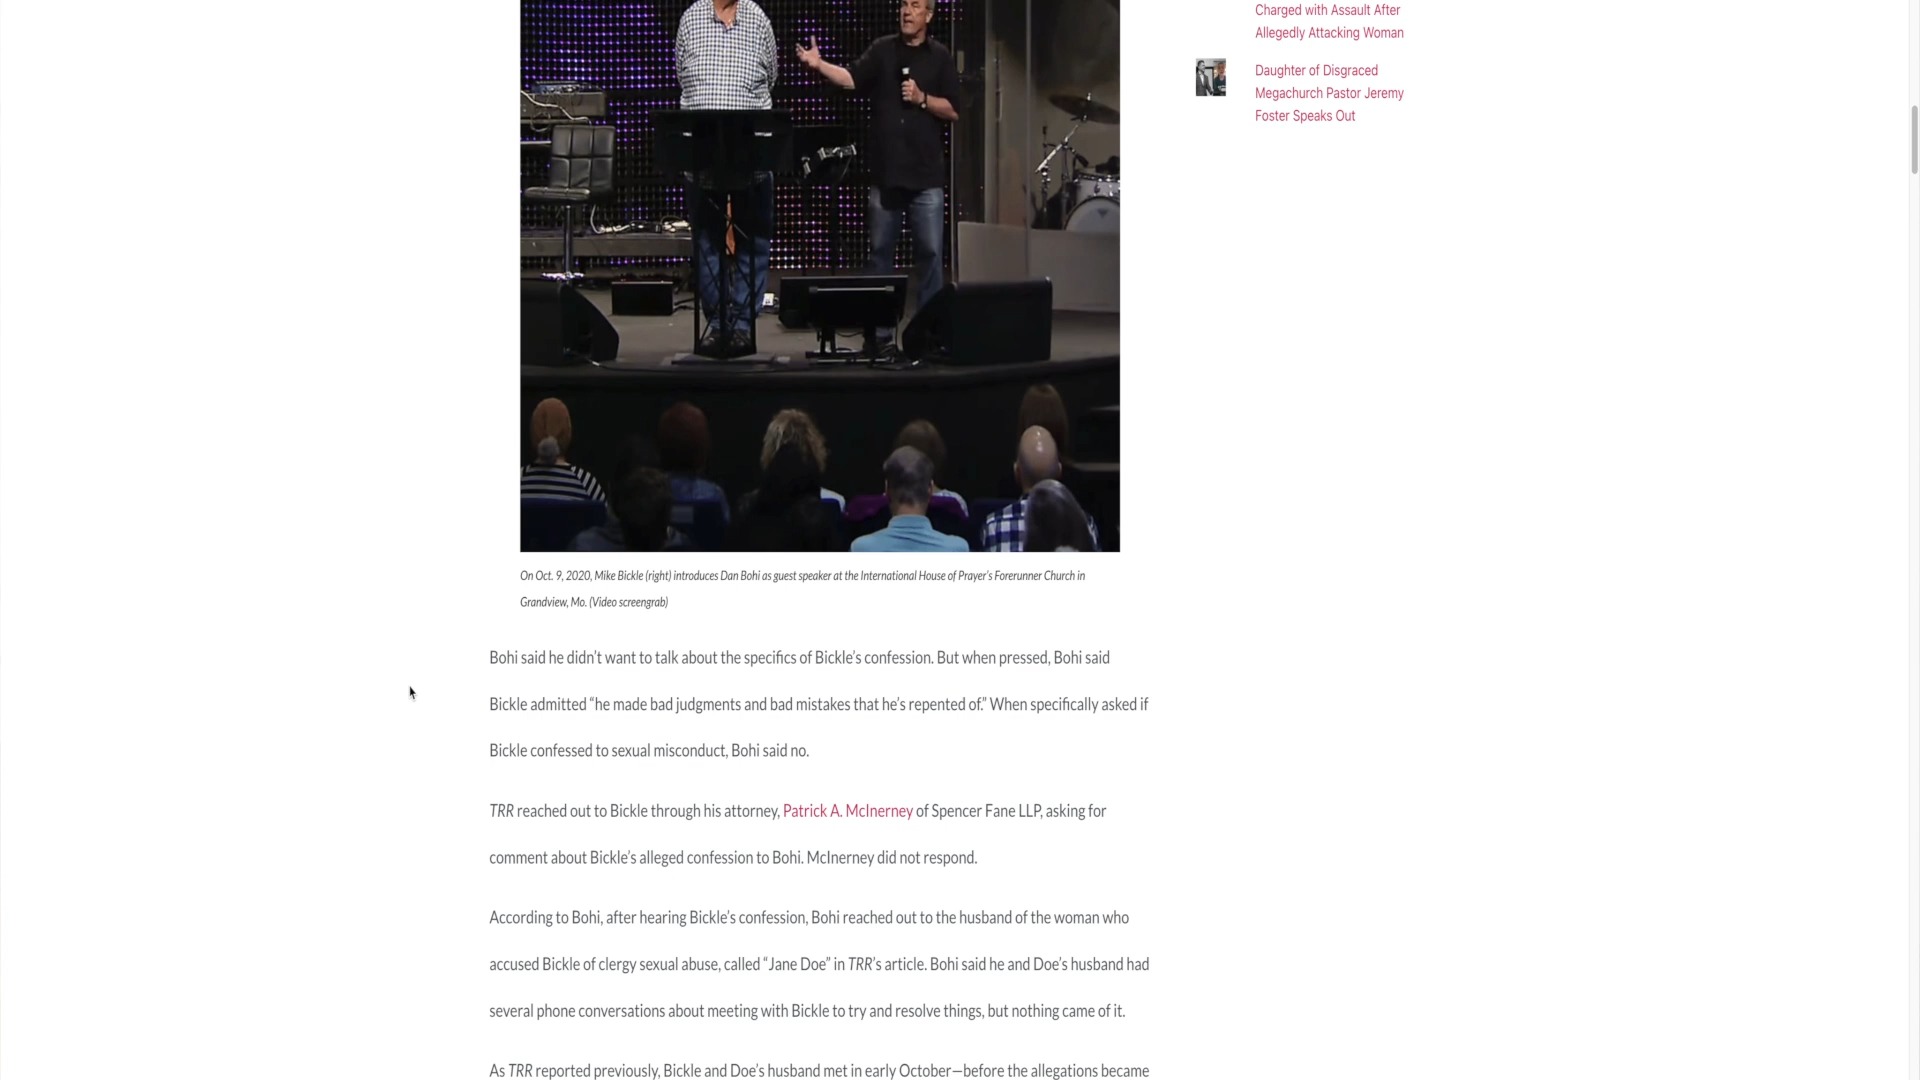 Charged with Assault After
Allegedly Attacking Woman
Daughter of Disgraced
Megachurch Pastor Jeremy
Foster Speaks Out
On Oct. 9, 2020, Mike Bickle (right) introduces Dan Bohi as guest speaker at the International House of Prayer’s Forerunner Church in
Grandview, Mo. (Video screengrab)
Bohi said he didn’t want to talk about the specifics of Bickle’s confession. But when pressed, Bohi said
Bickle admitted “he made bad judgments and bad mistakes that he’s repented of.” When specifically asked if
Bickle confessed to sexual misconduct, Bohi said no.
TRR reached out to Bickle through his attorney, Patrick A. McInerney of Spencer Fane LLP, asking for
comment about Bickle’s alleged confession to Bohi. McInerney did not respond.
According to Bohi, after hearing Bickle’s confession, Bohi reached out to the husband of the woman who
accused Bickle of clergy sexual abuse, called “Jane Doe” in TRR’s article. Bohi said he and Doe’s husband had
several phone conversations about meeting with Bickle to try and resolve things, but nothing came of it.
As TRR reported previously, Bickle and Doe’s husband met in early October—before the allegations became